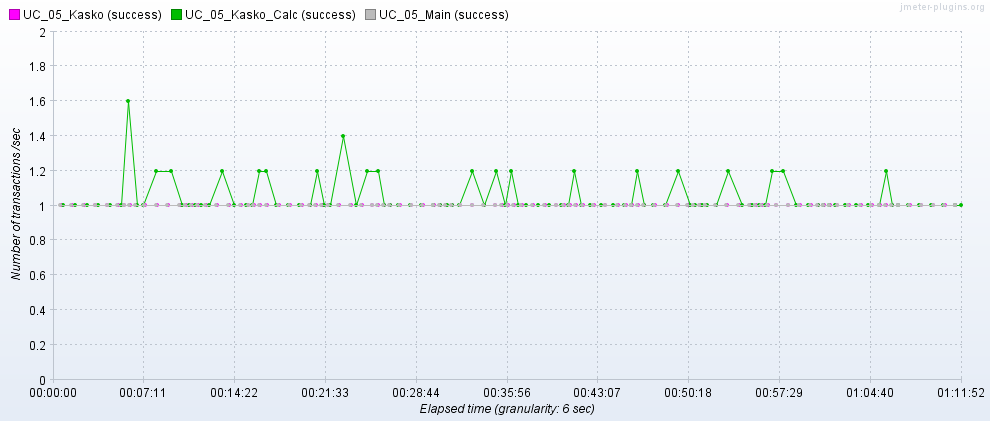 UC_05_Kasko (success) UC_05_Kasko_Calc (success) UC_05_Main (success)
jmeter-plugins.org
Number of transactions /sec
2
1.8
1.6
1.4
1.2
1
0.8
0.6
0.4
0.2
0
00:00:00 00:07:11 00:14:22 00:21:33 00:28:44 00:35:56 00:43:07 00:50:18 00:57:29 01:04:40 01:11:52
Elapsed time (granularity: 6 sec)